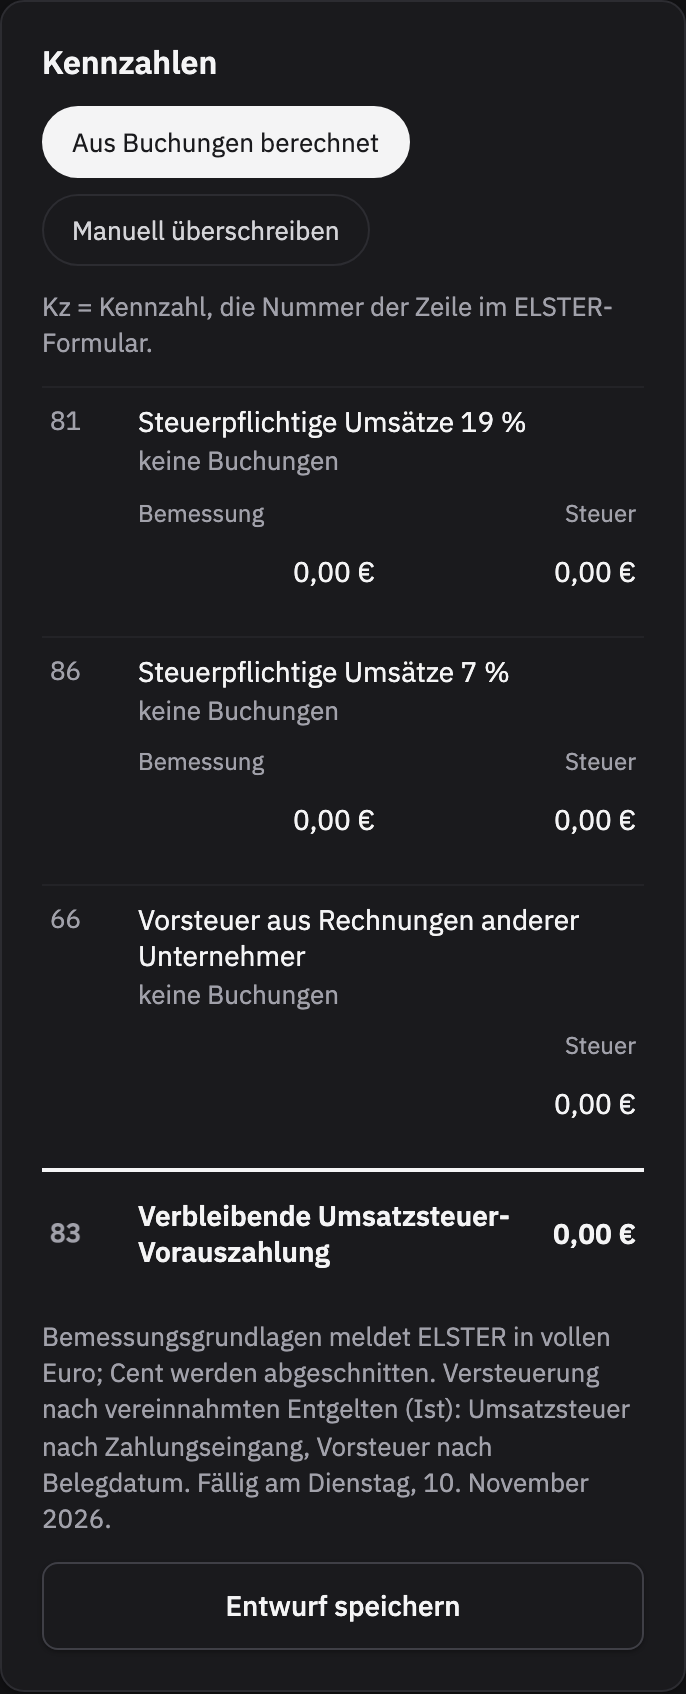 Kennzahlen
Aus Buchungen berechnet
Manuell überschreiben
Kz = Kennzahl, die Nummer der Zeile im ELSTER-
Formular.
81 Steuerpflichtige Umsätze 19 %
keine Buchungen
Bemessung Steuer
0,00 € 0,00 €
86 Steuerpflichtige Umsätze 7 %
keine Buchungen
Bemessung Steuer
0,00 € 0,00 €
66 Vorsteuer aus Rechnungen anderer
Unternehmer
keine Buchungen
Steuer
0,00 €
83 Verbleibende Umsatzsteuer-
Vorauszahlung 0,00 €
Bemessungsgrundlagen meldet ELSTER in vollen
Euro; Cent werden abgeschnitten. Versteuerung
nach vereinnahmten Entgelten (Ist): Umsatzsteuer
nach Zahlungseingang, Vorsteuer nach
Belegdatum. Fällig am Dienstag, 10. November
2026.
Entwurf speichern